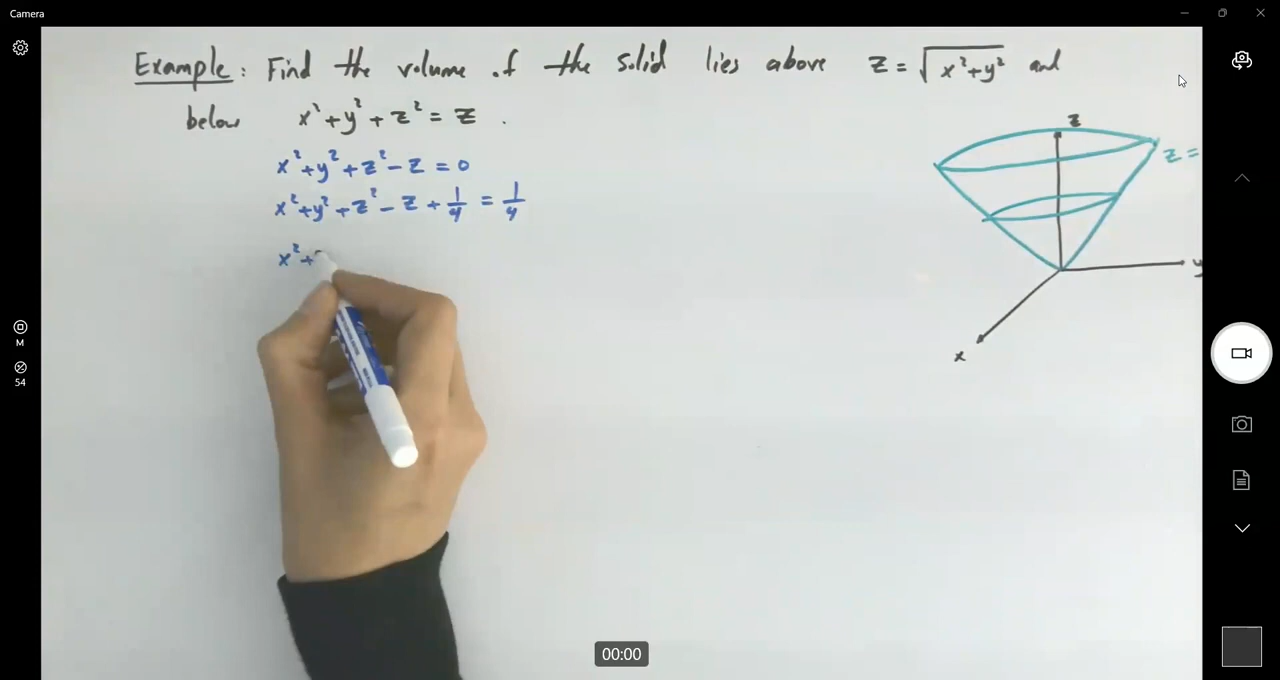 Camera
Example: Find the volume of the solid lies above z = √x²+y² and
below x²+y²+z² = z .
x²+y²+z²-z = 0
x²+y²+z²-z+1/4 = 1/4
x²+
z
z =
y
x
M
54
00:00